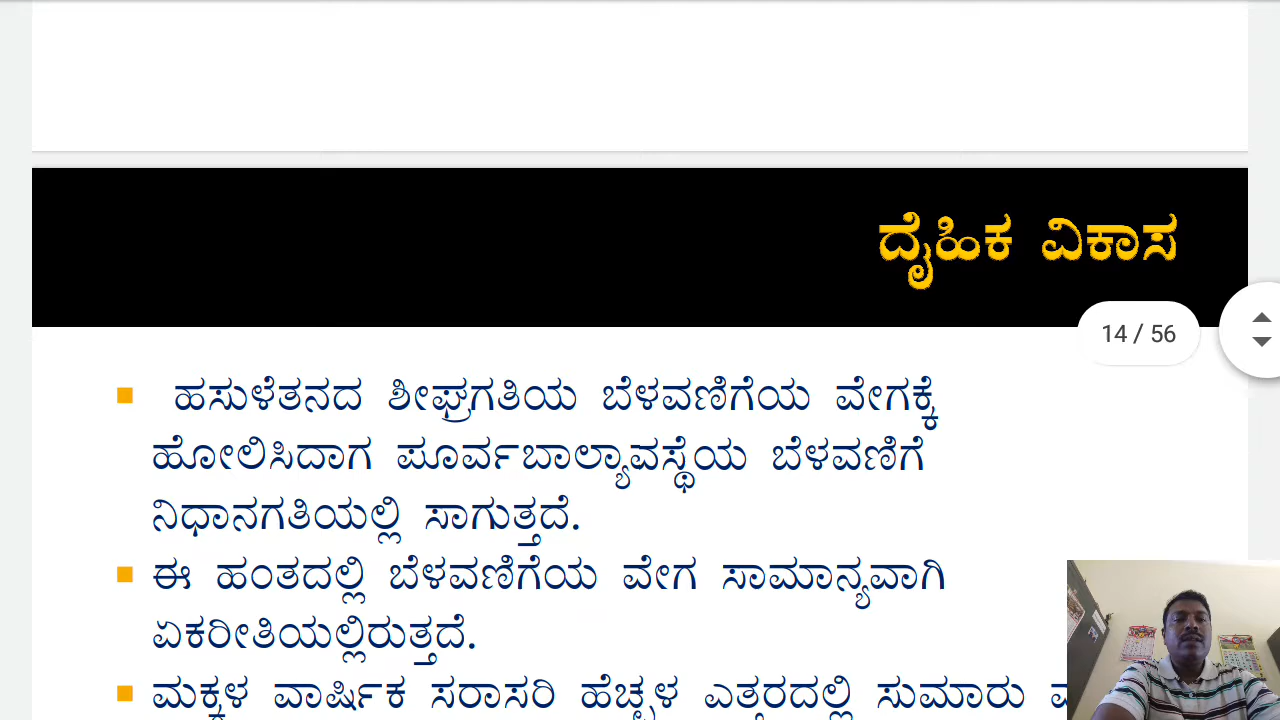 ದೈಹಿಕ ವಿಕಾಸ
14 / 56
ಹಸುಳೆತನದ ಶೀಘ್ರಗತಿಯ ಬೆಳವಣಿಗೆಯ ವೇಗಕ್ಕೆ
ಹೋಲಿಸಿದಾಗ ಪೂರ್ವಬಾಲ್ಯಾವಸ್ಥೆಯ ಬೆಳವಣಿಗೆ
ನಿಧಾನಗತಿಯಲ್ಲಿ ಸಾಗುತ್ತದೆ.
ಈ ಹಂತದಲ್ಲಿ ಬೆಳವಣಿಗೆಯ ವೇಗ ಸಾಮಾನ್ಯವಾಗಿ
ಏಕರೀತಿಯಲ್ಲಿರುತ್ತದೆ.
ಮಕ್ಕಳ ವಾರ್ಷಿಕ ಸರಾಸರಿ ಹೆಚ್ಚಳ ಎತ್ತರದಲ್ಲಿ ಸುಮಾರು